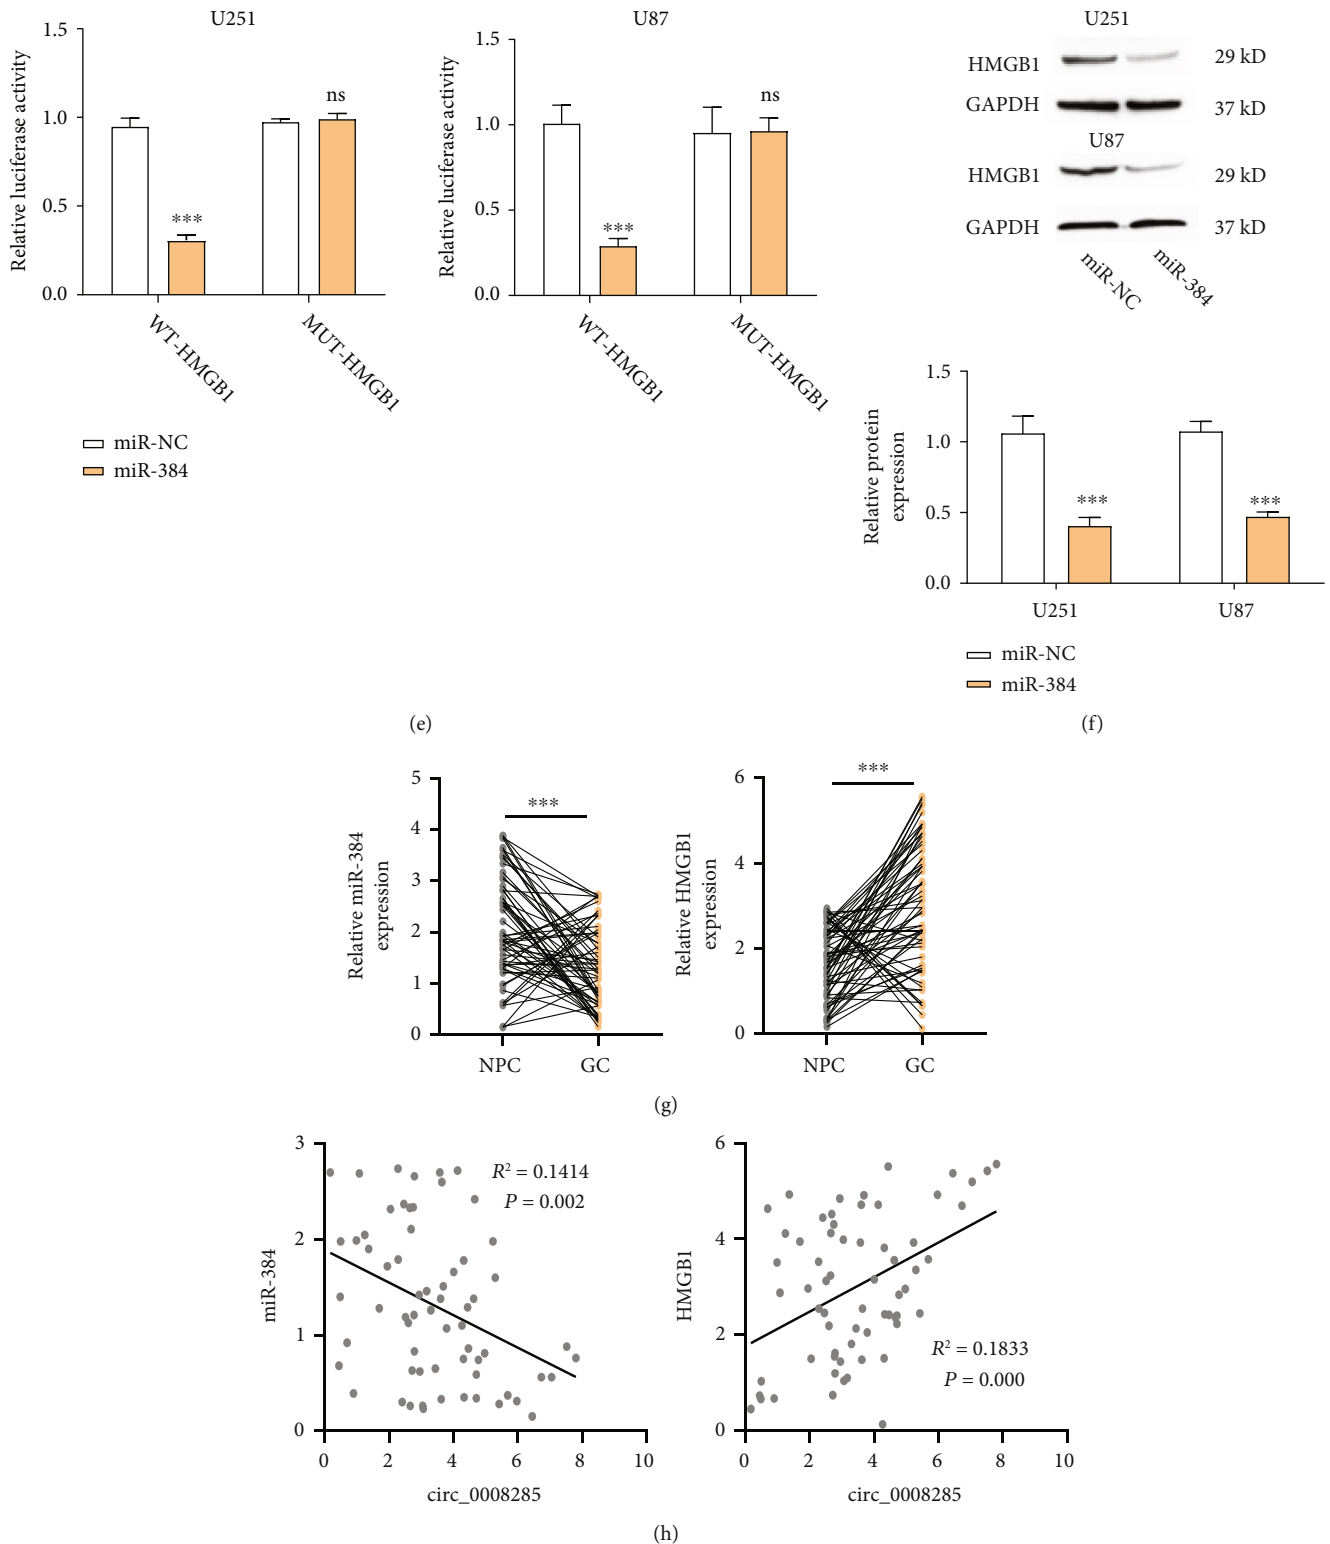 U251
Relative luciferase activity
1.5
1.0
0.5
0.0
***
ns
WT-HMGB1
MUT-HMGB1
miR-NC
miR-384
U87
Relative luciferase activity
1.5
1.0
0.5
0.0
***
ns
WT-HMGB1
MUT-HMGB1
(e)
U251
HMGB1 29 kD
GAPDH 37 kD
U87
HMGB1 29 kD
GAPDH 37 kD
miR-NC
miR-384
Relative protein
expression
1.5
1.0
0.5
0.0
***
***
U251
U87
miR-NC
miR-384
(f)
Relative miR-384
expression
5
4
3
2
1
0
***
NPC
GC
Relative HMGB1
expression
6
4
2
0
***
NPC
GC
(g)
miR-384
3
2
1
0
R² = 0.1414
P = 0.002
0 2 4 6 8 10
circ_0008285
HMGB1
6
4
2
0
R² = 0.1833
P = 0.000
0 2 4 6 8 10
circ_0008285
(h)